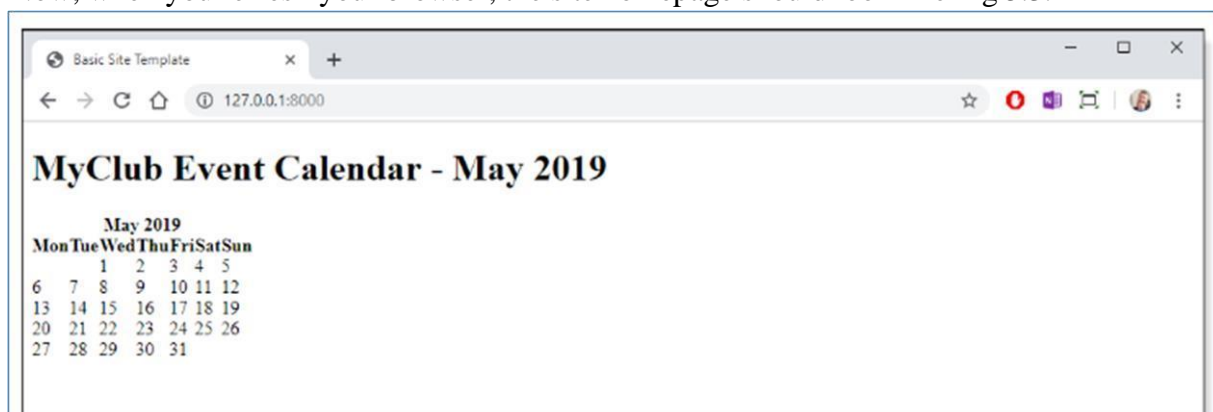 Basic Site Template
127.0.0.1:8000
MyClub Event Calendar - May 2019
May 2019
Mon Tue Wed Thu Fri Sat Sun
1 2 3 4 5
6 7 8 9 10 11 12
13 14 15 16 17 18 19
20 21 22 23 24 25 26
27 28 29 30 31